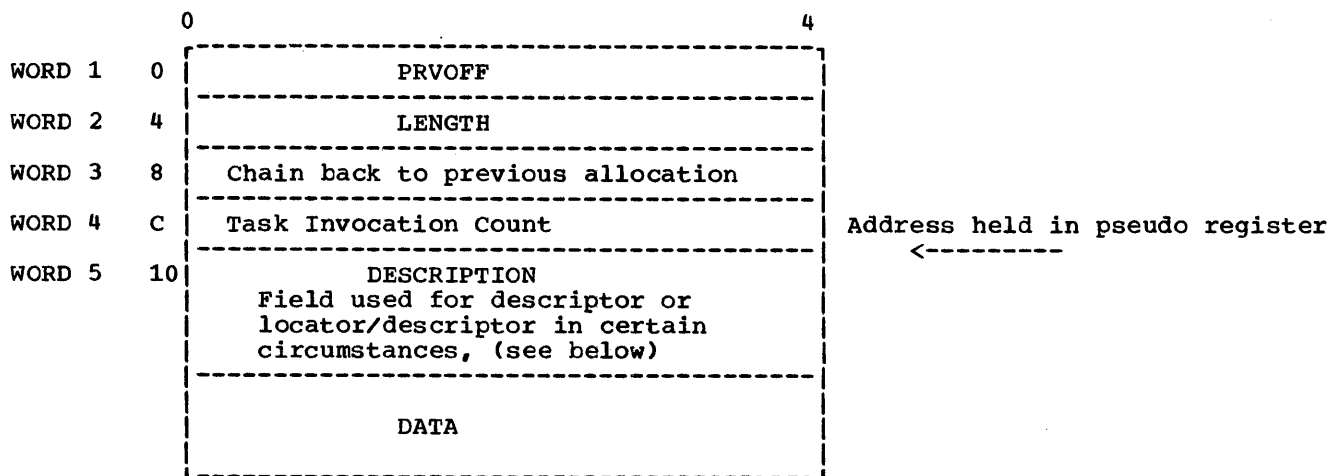 0 4
WORD 1 0 PRVOFF
WORD 2 4 LENGTH
WORD 3 8 Chain back to previous allocation
WORD 4 C Task Invocation Count Address held in pseudo register
WORD 5 10 DESCRIPTION
Field used for descriptor or
locator/descriptor in certain
circumstances, (see below)
DATA